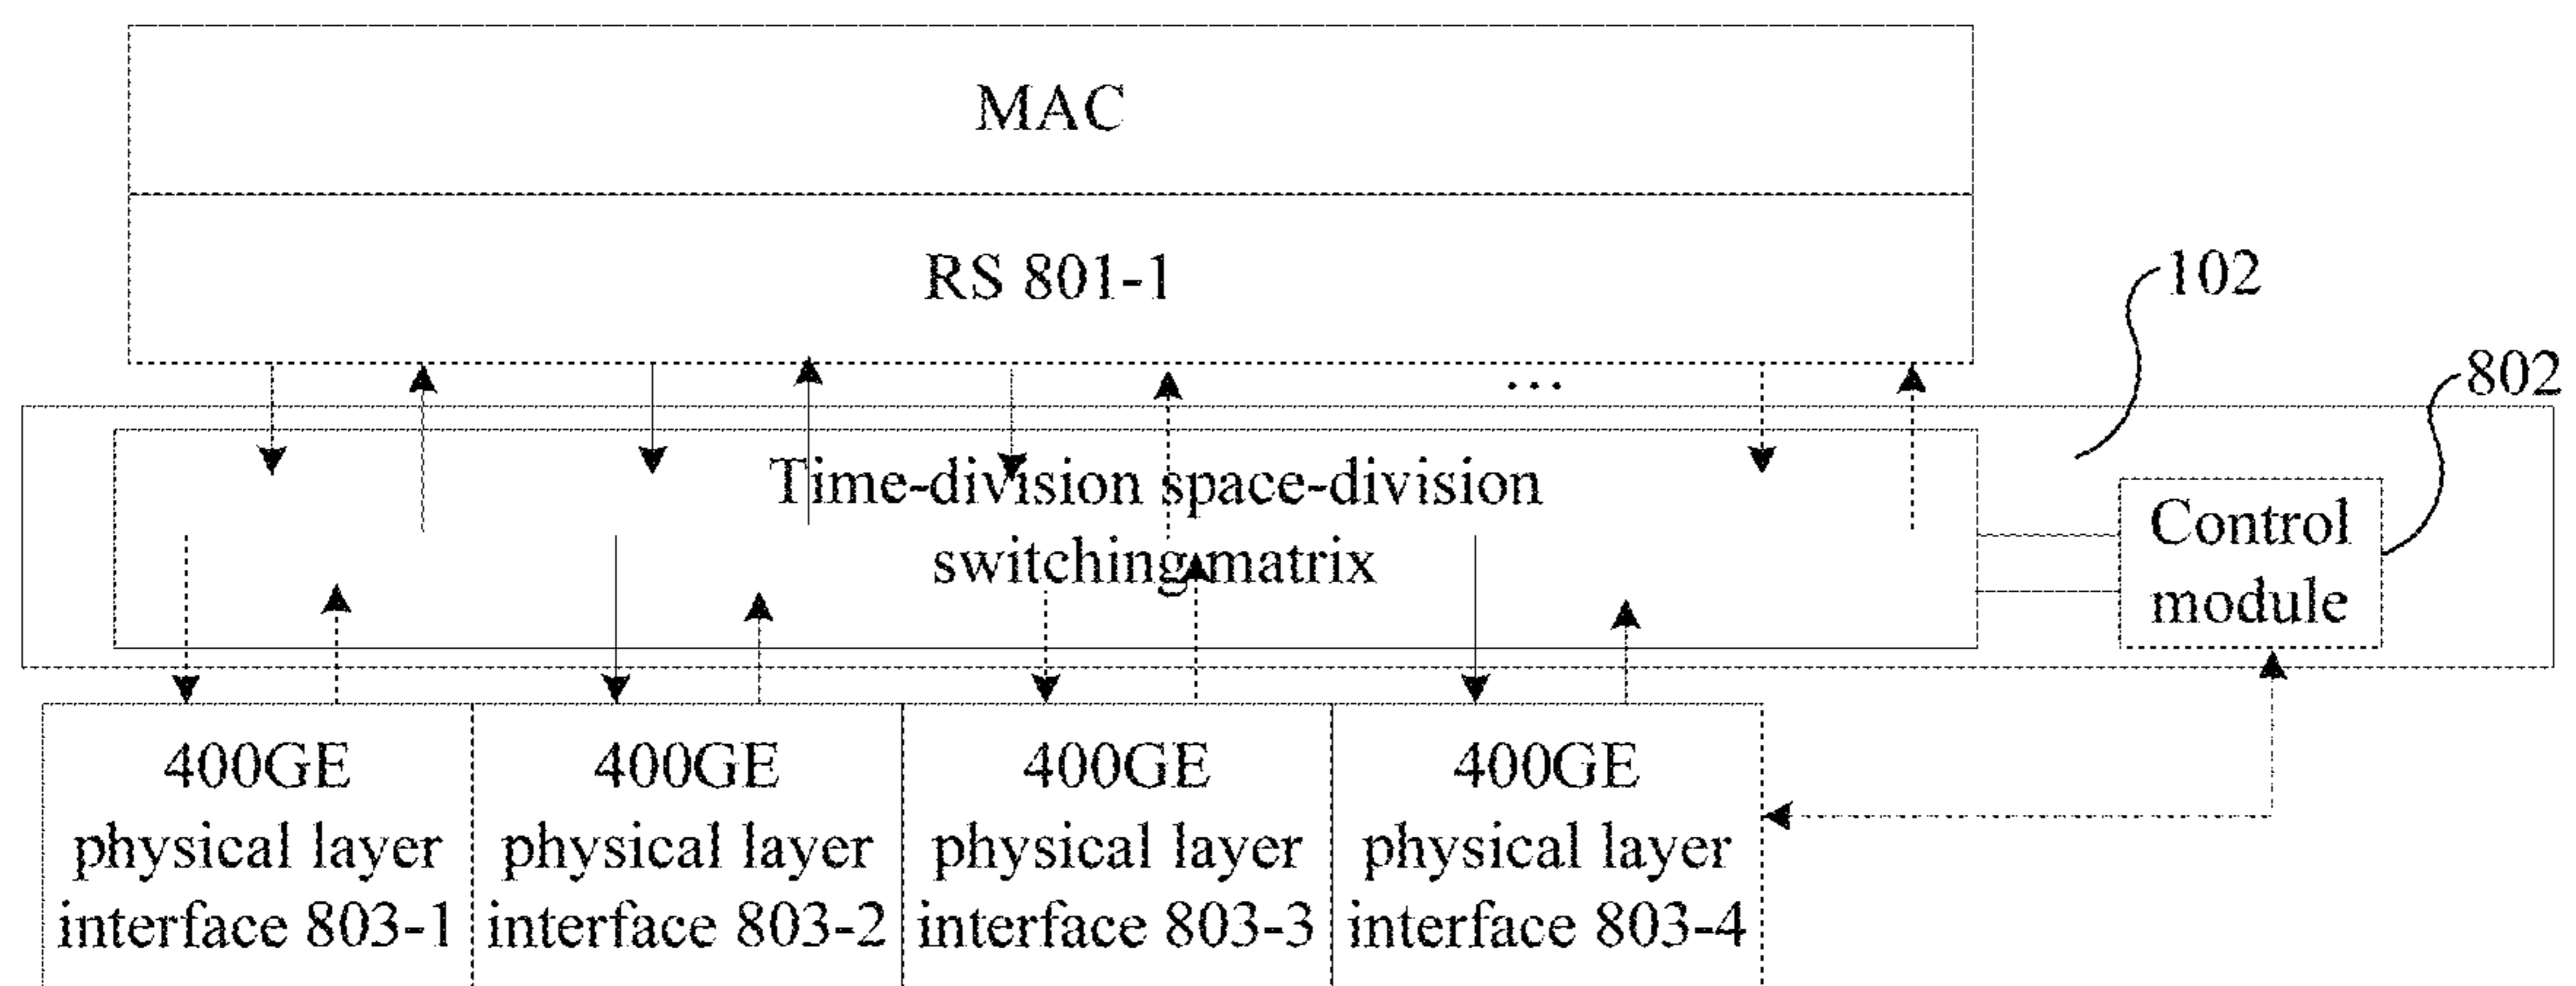 MAC
RS 801-1
102
...
802
Time-division space-division
switching matrix
Control
module
400GE
physical layer
interface 803-1
400GE
physical layer
interface 803-2
400GE
physical layer
interface 803-3
400GE
physical layer
interface 803-4